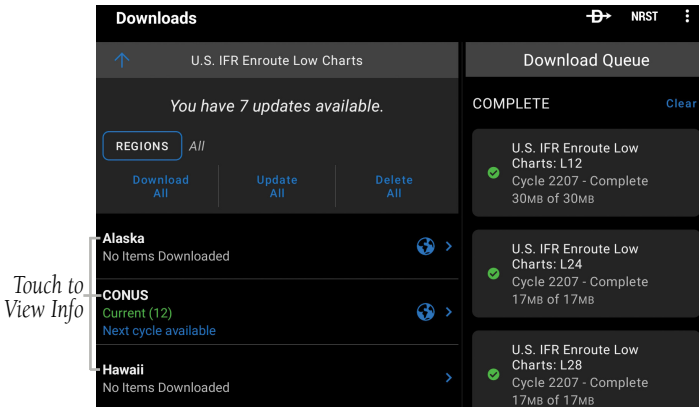 Downloads
D
NRST
U.S. IFR Enroute Low Charts
You have 7 updates available.
REGIONS
All
Download
All
Update
All
Delete
All
Alaska
No Items Downloaded
CONUS
Current (12)
Next cycle available
Hawaii
No Items Downloaded
Touch to
View Info
Download Queue
COMPLETE
Clear
U.S. IFR Enroute Low
Charts: L12
Cycle 2207 - Complete
30MB of 30MB
U.S. IFR Enroute Low
Charts: L24
Cycle 2207 - Complete
17MB of 17MB
U.S. IFR Enroute Low
Charts: L28
Cycle 2207 - Complete
17MB of 17MB